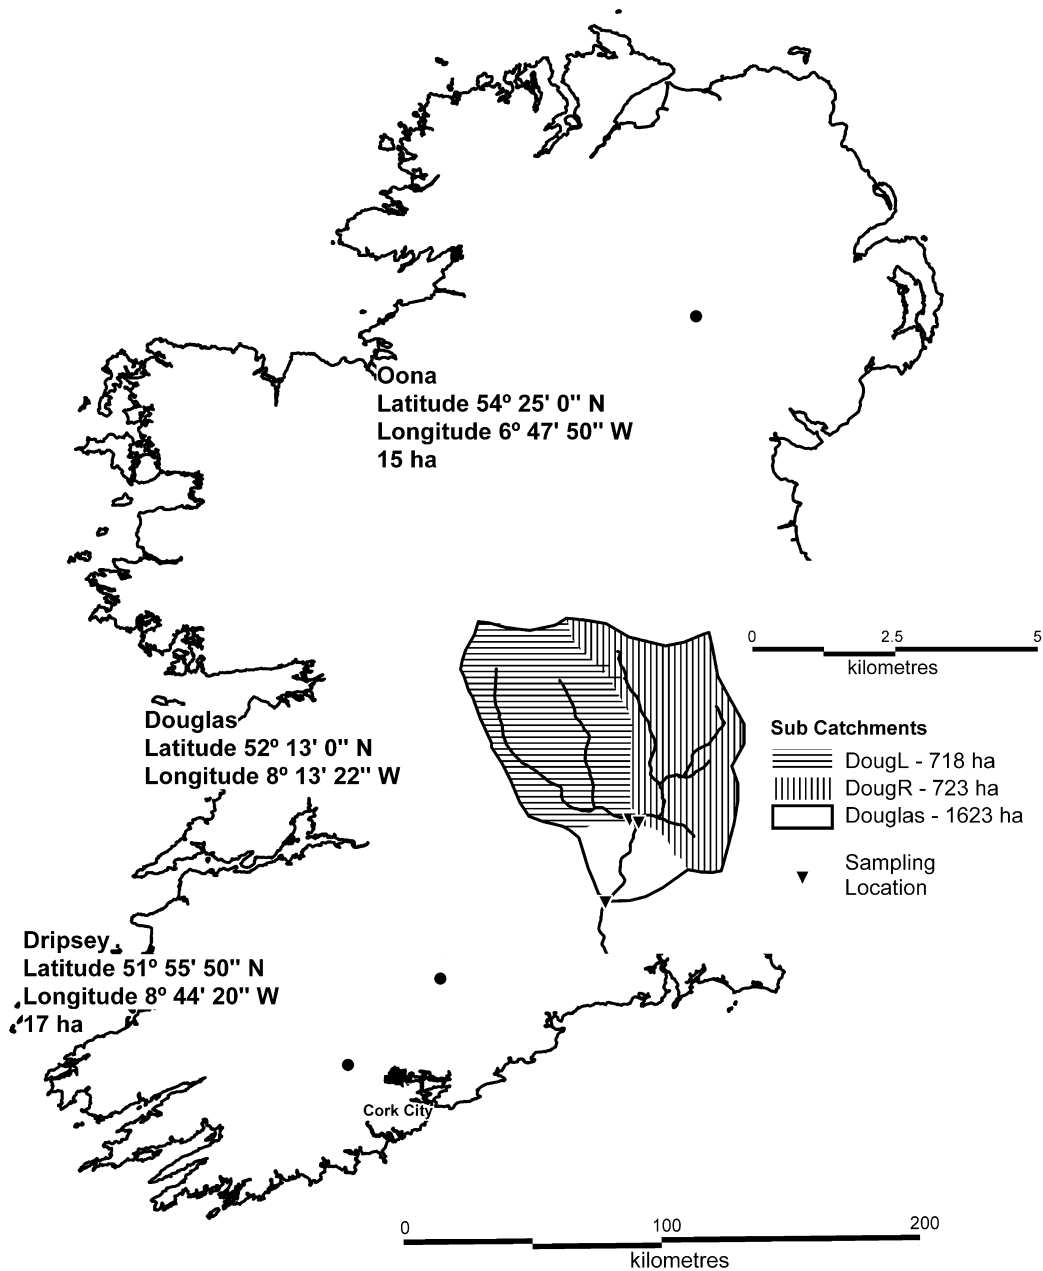 Oona
Latitude 54º 25' 0" N
Longitude 6º 47' 50" W
15 ha
0 2.5 5
kilometres
Douglas
Latitude 52º 13' 0" N
Longitude 8º 13' 22" W
Sub Catchments
DougL - 718 ha
DougR - 723 ha
Douglas - 1623 ha
Sampling
Location
Dripsey
Latitude 51º 55' 50" N
Longitude 8º 44' 20" W
17 ha
Cork City
0 100 200
kilometres